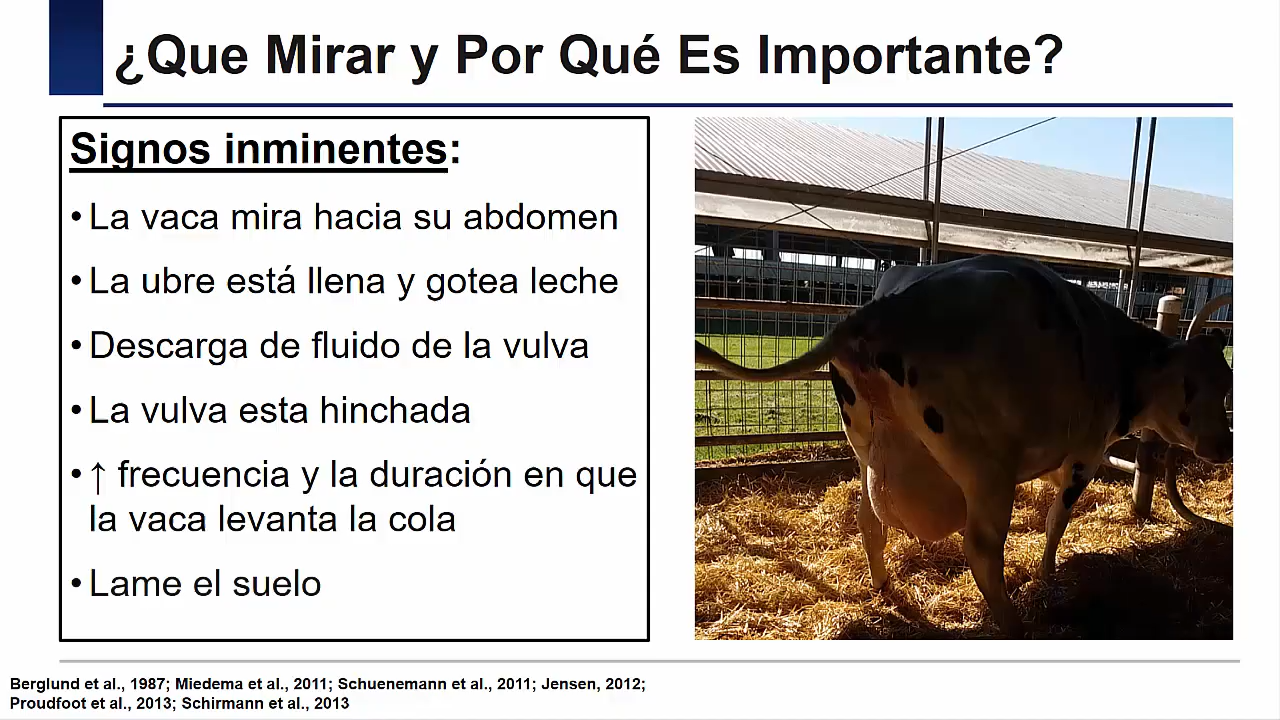 ¿Que Mirar y Por Qué Es Importante?
Signos inminentes:
• La vaca mira hacia su abdomen
• La ubre está llena y gotea leche
• Descarga de fluido de la vulva
• La vulva esta hinchada
• ↑ frecuencia y la duración en que
la vaca levanta la cola
• Lame el suelo
Berglund et al., 1987; Miedema et al., 2011; Schuenemann et al., 2011; Jensen, 2012;
Proudfoot et al., 2013; Schirmann et al., 2013